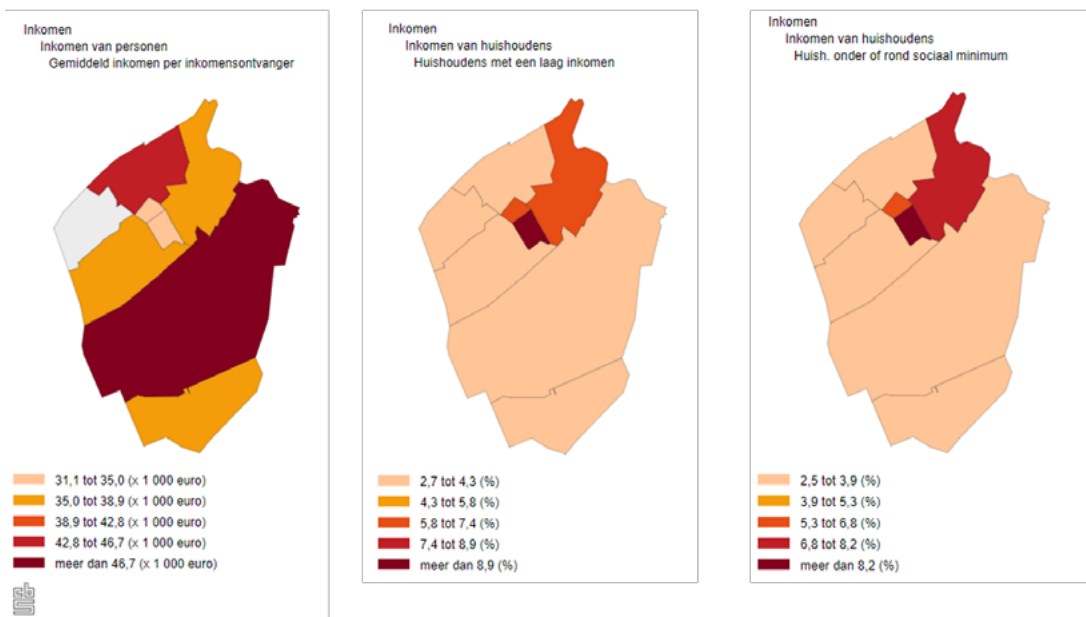 Inkomen
Inkomen van personen
Gemiddeld inkomen per inkomensontvanger
31,1 tot 35,0 (x 1 000 euro)
35,0 tot 38,9 (x 1 000 euro)
38,9 tot 42,8 (x 1 000 euro)
42,8 tot 46,7 (x 1 000 euro)
meer dan 46,7 (x 1 000 euro)
Inkomen
Inkomen van huishoudens
Huishoudens met een laag inkomen
2,7 tot 4,3 (%)
4,3 tot 5,8 (%)
5,8 tot 7,4 (%)
7,4 tot 8,9 (%)
meer dan 8,9 (%)
Inkomen
Inkomen van huishoudens
Huish. onder of rond sociaal minimum
2,5 tot 3,9 (%)
3,9 tot 5,3 (%)
5,3 tot 6,8 (%)
6,8 tot 8,2 (%)
meer dan 8,2 (%)